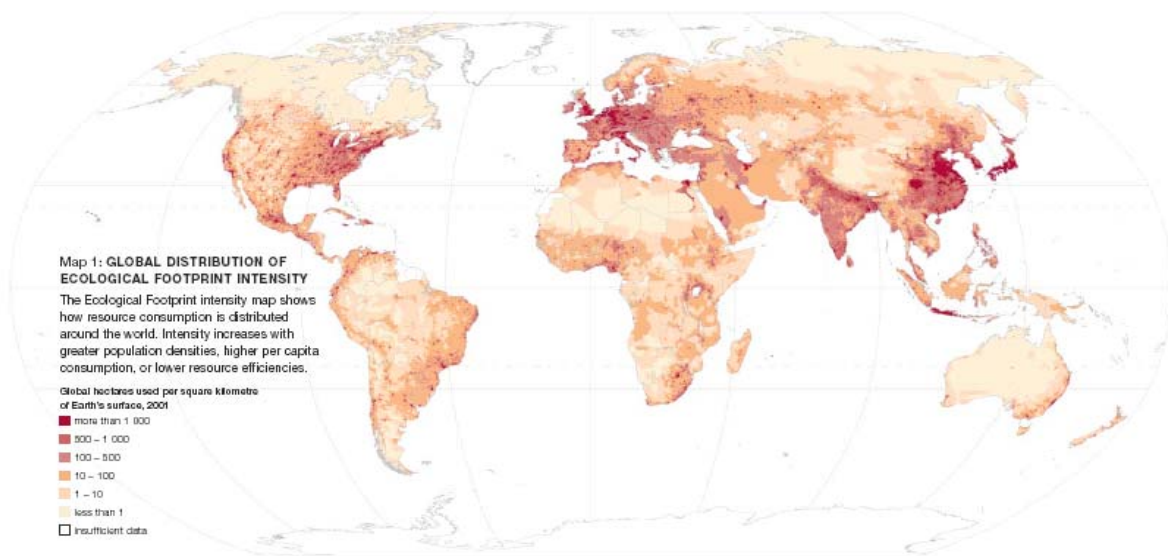 Map 1: GLOBAL DISTRIBUTION OF
ECOLOGICAL FOOTPRINT INTENSITY
The Ecological Footprint intensity map shows
how resource consumption is distributed
around the world. Intensity increases with
greater population densities, higher per capita
consumption, or lower resource efficiencies.
Global hectares used per square kilometre
of Earth's surface, 2001
more than 1 000
500 – 1 000
100 – 500
10 – 100
1 – 10
less than 1
Insufficient data